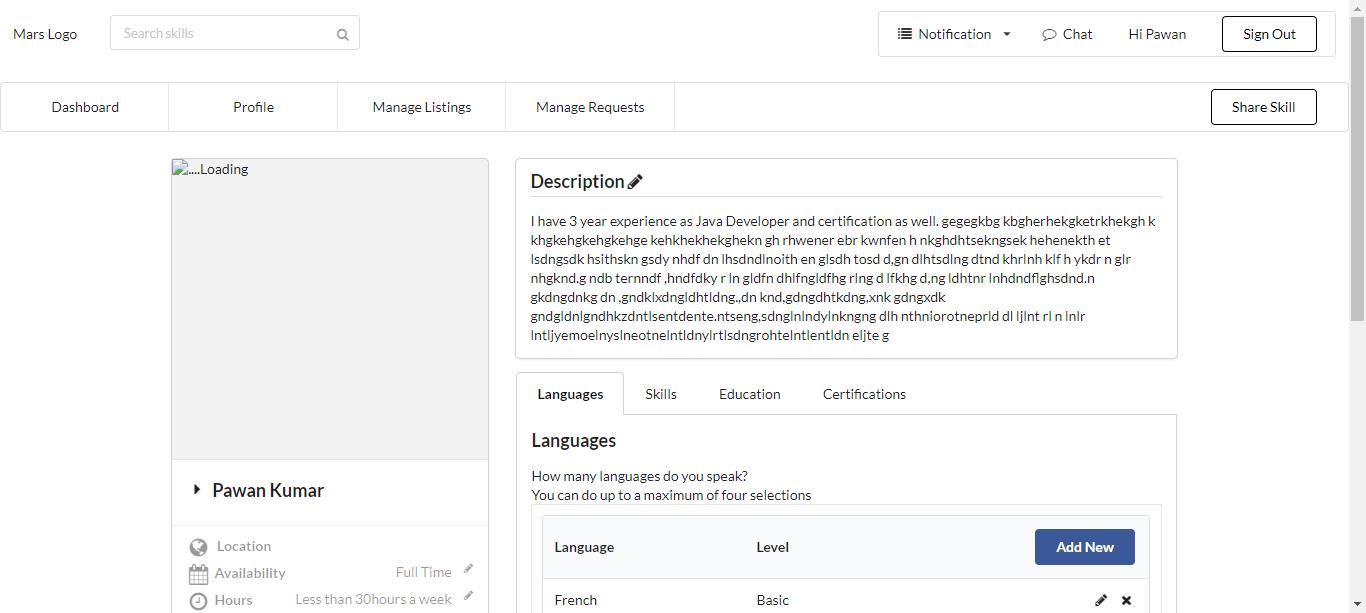 Mars Logo
Search skills
Notification
Chat
Hi Pawan
Sign Out
Dashboard
Profile
Manage Listings
Manage Requests
Share Skill
....Loading
Pawan Kumar
Location
Availability
Full Time
Hours
Less than 30hours a week
Description
I have 3 year experience as Java Developer and certification as well. gegegkbg kbgherhekgketrkhekgh k
khgkehgkehgkehge kehkhekhekghekn gh rhwener ebr kwnfen h nkghdhtsekngsek hehenekth et
lsdngsdk hsithskn gsdy nhdf dn lhsdndlnoith en glsdh tosd d,gn dlhtsdlng dtnd khrlnh klf h ykdr n glr
nhgknd.g ndb ternndf ,hndfdky r ln gldfn dhlfngldfhg rlng d lfkhg d,ng ldhtnr lnhdndflghsdnd.n
gkdngdnkg dn ,gndklxdngldhtldng.,dn knd,gdngdhtkdng,xnk gdngxdk
gndgldnlgndhkzdntlsentdente.ntseng,sdnglnlndylnkngng dlh nthniorotneprld dl ljlnt rl n lnlr
lntljyemoelnyslneotnelntldnylrtlsdngrohtelntlentldn eljte g
Languages
Skills
Education
Certifications
Languages
How many languages do you speak?
You can do up to a maximum of four selections
Language
Level
Add New
French
Basic